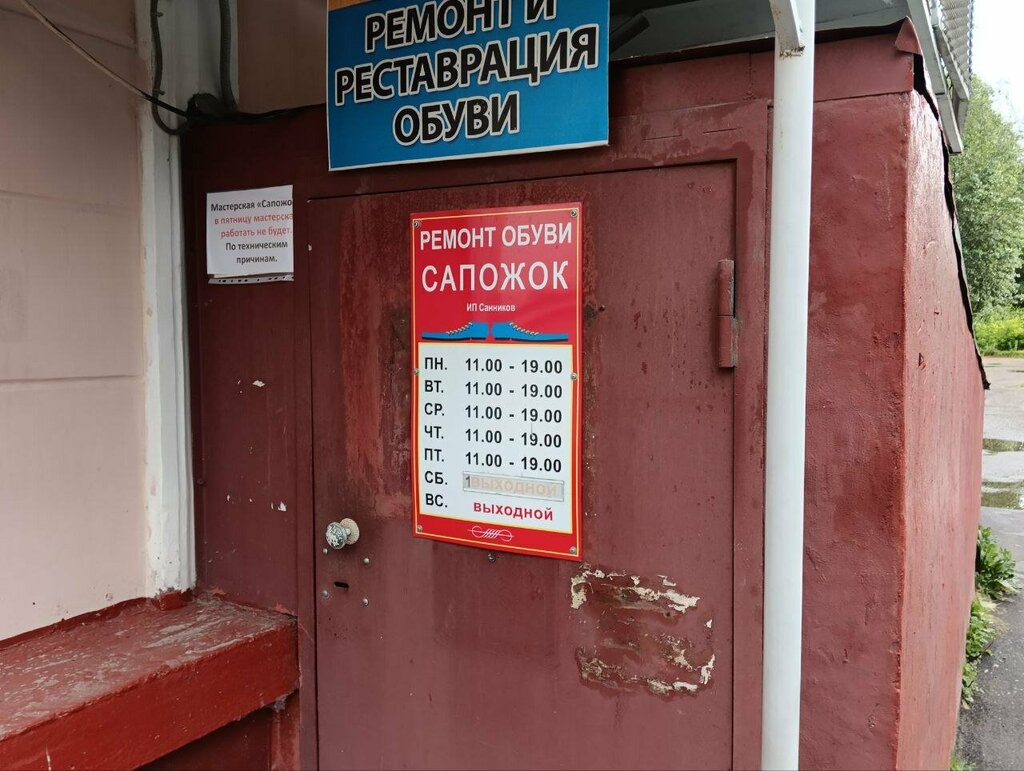 РЕМОНТ И
РЕСТАВРАЦИЯ
ОБУВИ
Мастерская «Сапожо
в пятницу мастерска
работать не будет.
По техническим
причинам.
РЕМОНТ ОБУВИ
САПОЖОК
ИП Санников
ПН. 11.00 - 19.00
ВТ. 11.00 - 19.00
СР. 11.00 - 19.00
ЧТ. 11.00 - 19.00
ПТ. 11.00 - 19.00
СБ. 1выходной
ВС. выходной